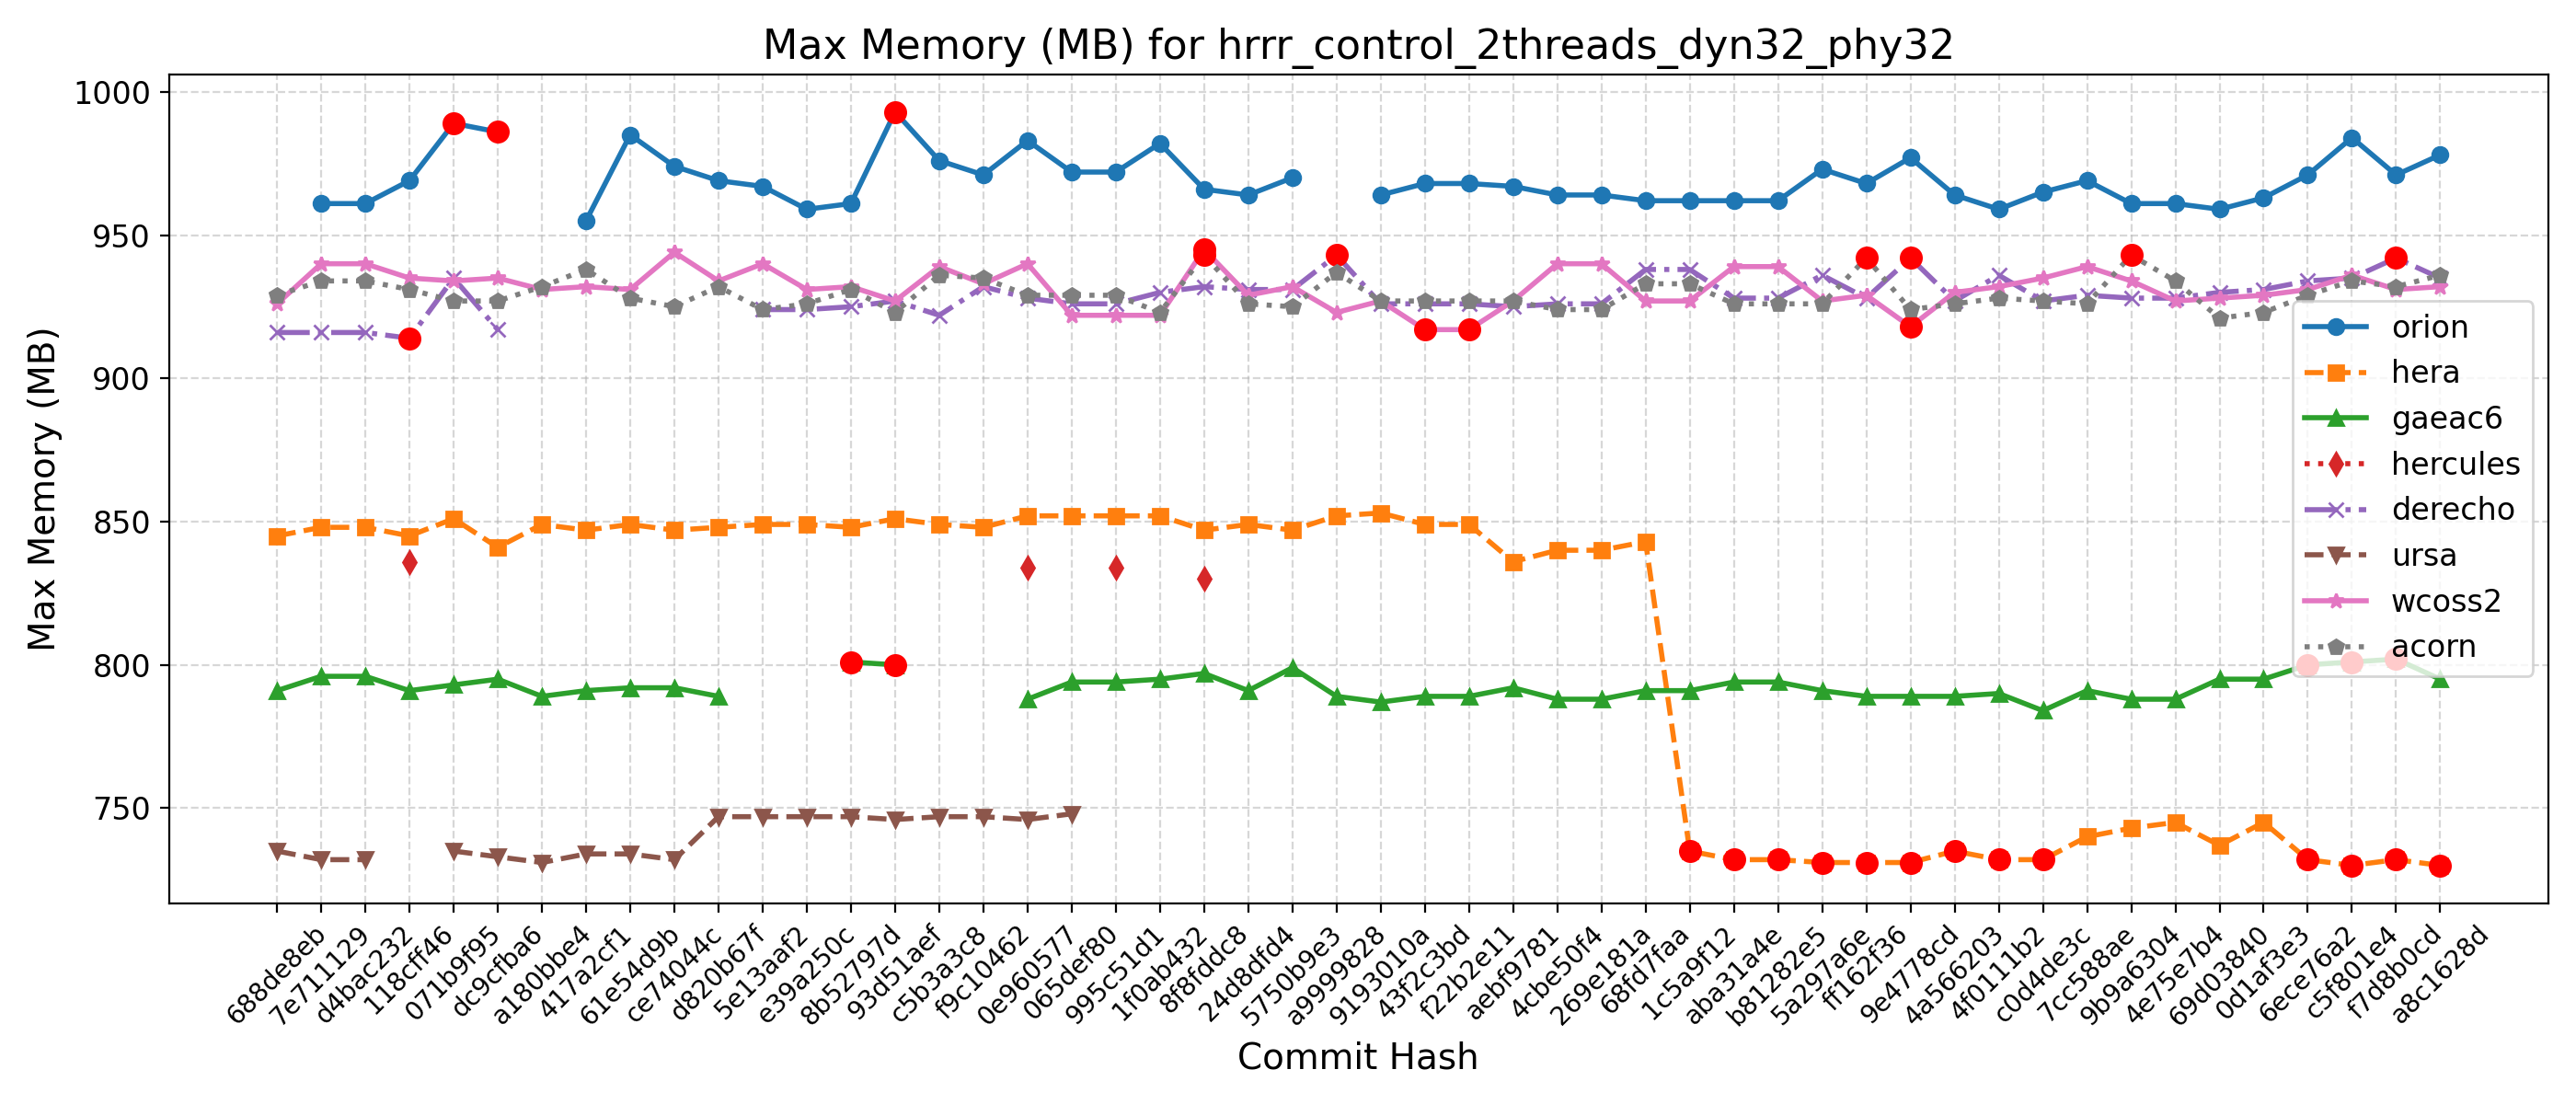 Max Memory (MB) for hrrr_control_2threads_dyn32_phy32
Max Memory (MB)
1000
950
900
850
800
750
orion
hera
gaeac6
hercules
derecho
ursa
wcoss2
acorn
688de8eb
7e711129
d4bac232
118cff46
071b9f95
dc9cfba6
a180bbe4
417a2cf1
61e54d9b
ce74044c
d820b67f
5e13aaf2
e39a250c
8b52797d
93d51aef
c5b3a3c8
f9c10462
0e960577
065def80
995c51d1
1f0ab432
8f8fddc8
24d8dfd4
5750b9e3
a9999828
9193010a
43f2c3bd
f22b2e11
aebf9781
4cbe50f4
269e181a
68fd7faa
1c5a9f12
aba31a4e
b81282e5
5a297a6e
ff162f36
9e4778cd
4a566203
4f0111b2
c0d4de3c
7cc588ae
9b9a6304
4e75e7b4
69d03840
0d1af3e3
6ece76a2
c5f801e4
f7d8b0cd
a8c1628d
Commit Hash